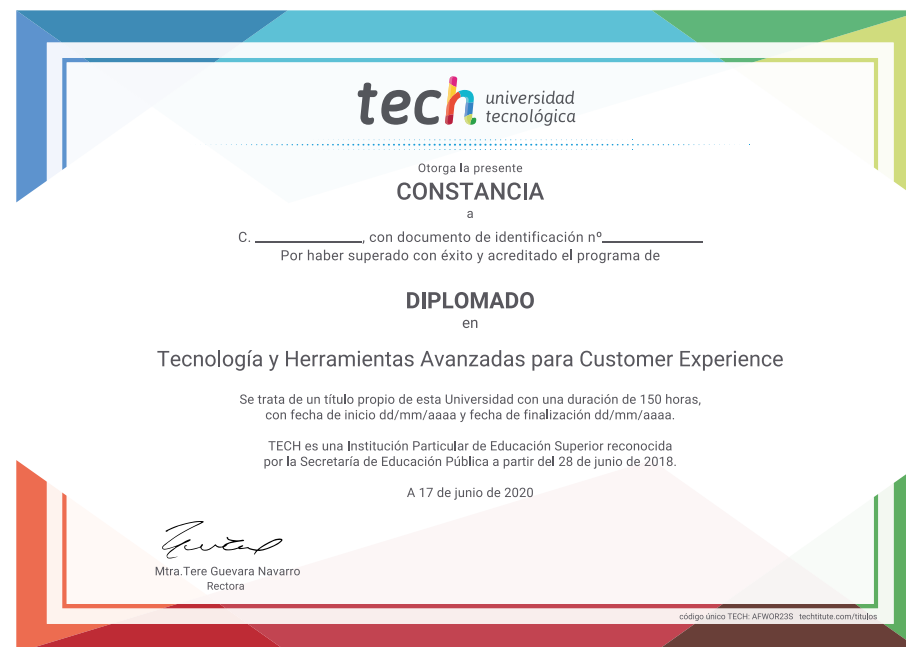 tech universidad
tecnológica
Otorga la presente
CONSTANCIA
a
C. ____________, con documento de identificación nº____________
Por haber superado con éxito y acreditado el programa de
DIPLOMADO
en
Tecnología y Herramientas Avanzadas para Customer Experience
Se trata de un título propio de esta Universidad con una duración de 150 horas,
con fecha de inicio dd/mm/aaaa y fecha de finalización dd/mm/aaaa.
TECH es una Institución Particular de Educación Superior reconocida
por la Secretaría de Educación Pública a partir del 28 de junio de 2018.
A 17 de junio de 2020
Mtra.Tere Guevara Navarro
Rectora
código único TECH: AFWOR23S techtitute.com/titulos